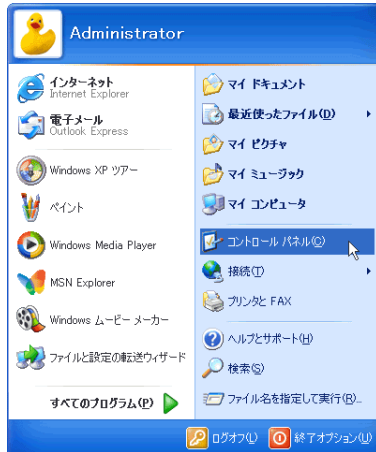 Administrator
インターネット
Internet Explorer
電子メール
Outlook Express
Windows XP ツアー
ペイント
Windows Media Player
MSN Explorer
Windows ムービー メーカー
ファイルと設定の転送ウィザード
すべてのプログラム(P)
マイ ドキュメント
最近使ったファイル(D)
マイ ピクチャ
マイ ミュージック
マイ コンピュータ
コントロール パネル(C)
接続(T)
プリンタと FAX
ヘルプとサポート(H)
検索(S)
ファイル名を指定して実行(R)...
ログオフ(L)
終了オプション(U)